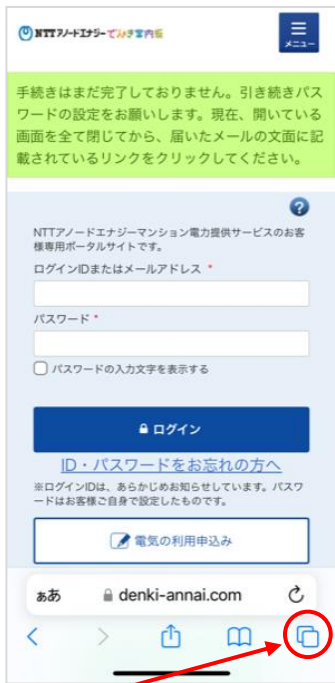 NTTアノードエナジーでんき案内板
メニュー
手続きはまだ完了しておりません。引き続きパス
ワードの設定をお願いします。現在、開いている
画面を全て閉じてから、届いたメールの文面に記
載されているリンクをクリックしてください。
?
NTTアノードエナジーマンション電力提供サービスのお客
様専用ポータルサイトです。
ログインIDまたはメールアドレス *
パスワード *
パスワードの入力文字を表示する
ログイン
ID・パスワードをお忘れの方へ
※ログインIDは、あらかじめお知らせしています。パスワ
ードはお客様ご自身で設定したものです。
電気の利用申込み
ぁあ denki-annai.com